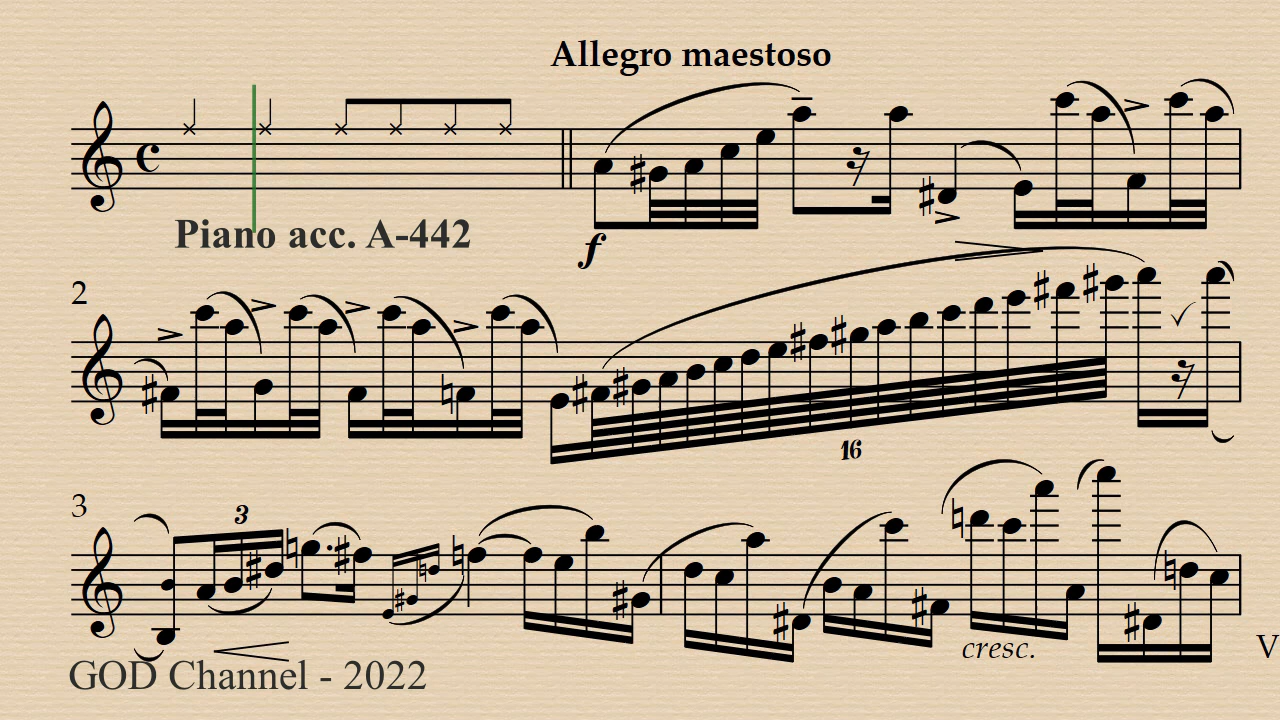 Allegro maestoso
Piano acc. A-442
f
2
16
3
3
cresc.
V
GOD Channel - 2022